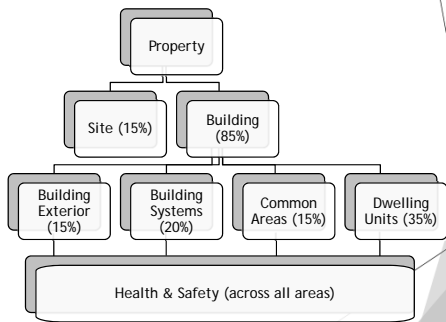 Property
Site (15%)
Building
(85%)
Building
Exterior
(15%)
Building
Systems
(20%)
Common
Areas (15%)
Dwelling
Units (35%)
Health & Safety (across all areas)